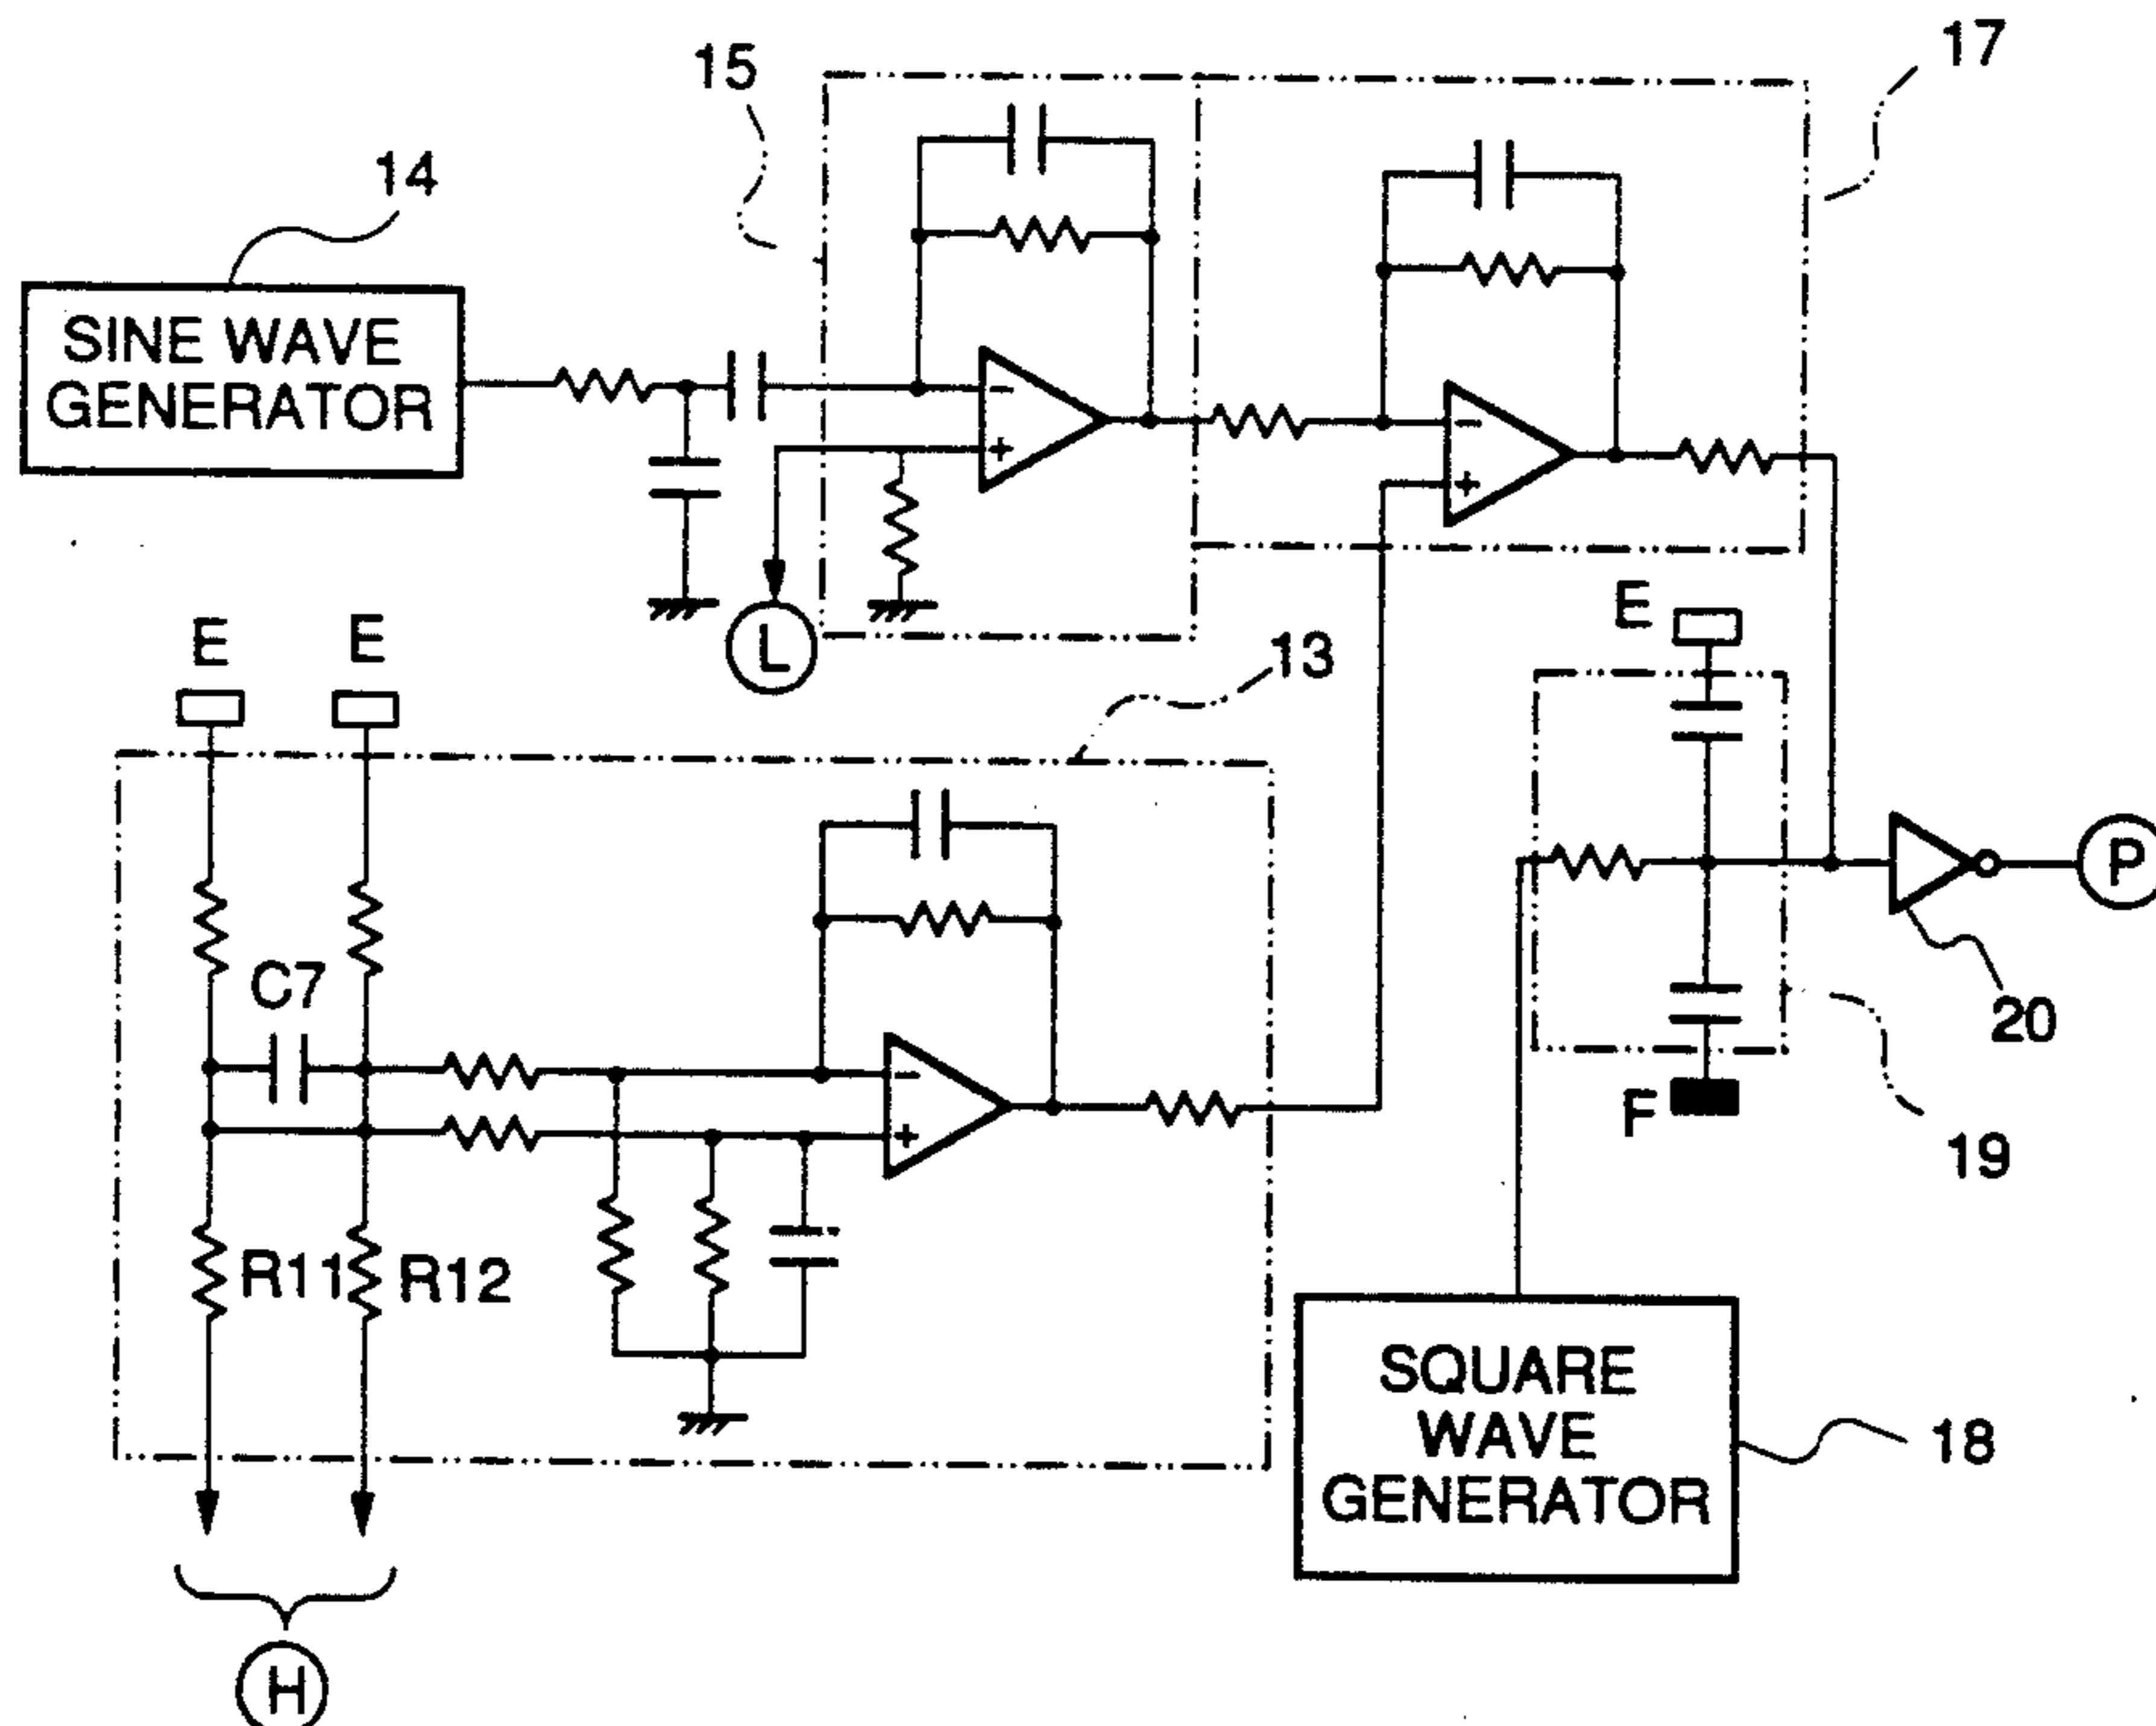 17
15
14
SINE WAVE
GENERATOR
−
+
−
+
L
E
E
E
13
P
C7
20
F
−
+
19
R11
R12
SQUARE
WAVE
GENERATOR
18
H